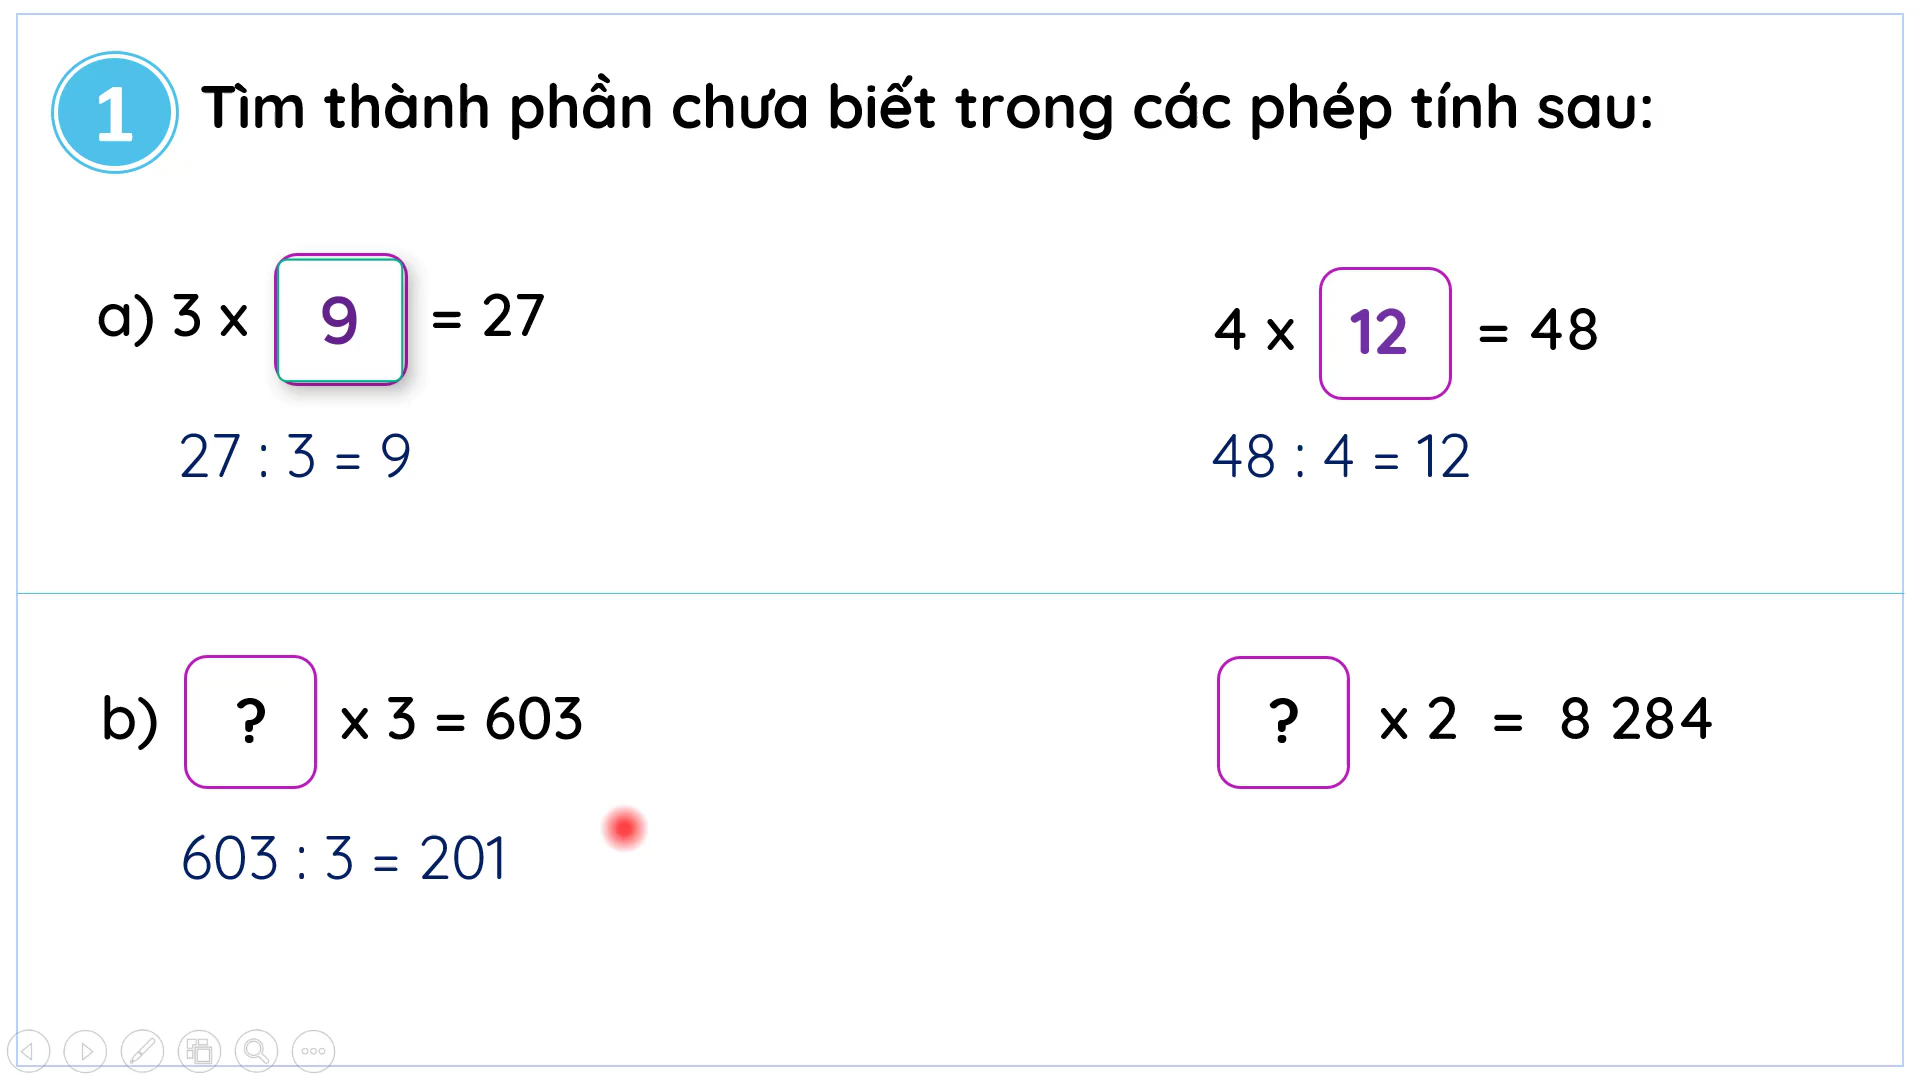 1 Tìm thành phần chưa biết trong các phép tính sau:
a) 3 x 9 = 27
4 x 12 = 48
27 : 3 = 9
48 : 4 = 12
b) ? x 3 = 603
? x 2 = 8 284
603 : 3 = 201